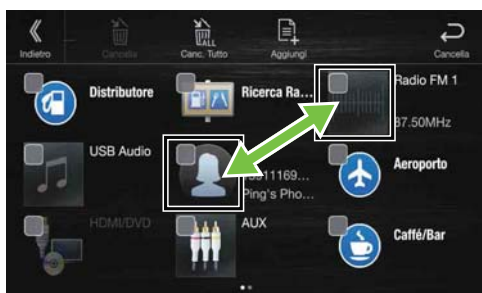 Indietro
Cancella
ALL
Canc. Tutto
Aggiungi
Cancella
Distributore
Ricerca Ra...
Radio FM 1
87.50MHz
USB Audio
Ping's Pho...
Aeroporto
HDMI/DVD
AUX
Caffé/Bar